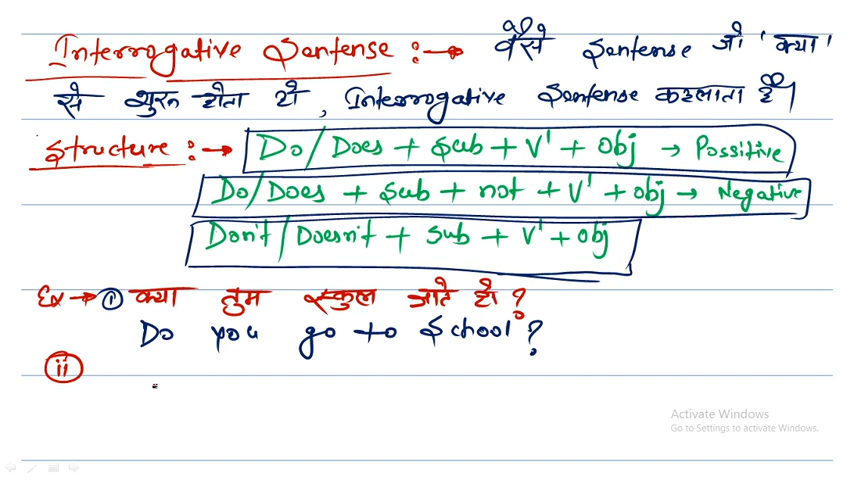 Interrogative Sentense :→ वैसे Sentense जो 'क्या'
से शुरू होता हो, Interrogative Sentense कहलाता है।
Structure :→ Do/Does + Sub + V¹ + Obj → Possitive
Do/Does + Sub + not + V¹ + obj → Negative
Don't/Doesn't + Sub + V¹ + obj
Ex → ① क्या तुम स्कुल जाते हो?
Do you go to School?
ⓘⓘ
Activate Windows
Go to Settings to activate Windows.